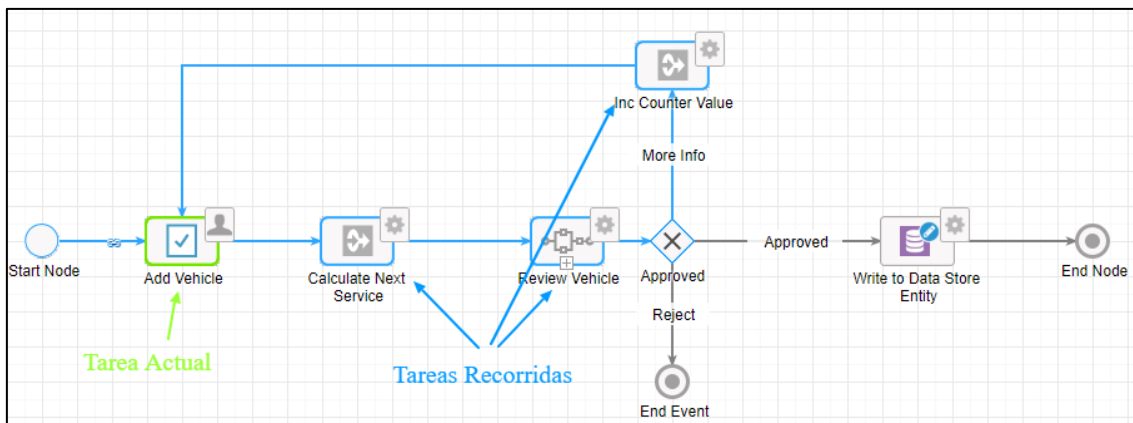 Inc Counter Value
More Info
Start Node
Add Vehicle
Calculate Next
Service
Review Vehicle
Approved
Approved
Write to Data Store
Entity
End Node
Reject
Tarea Actual
Tareas Recorridas
End Event